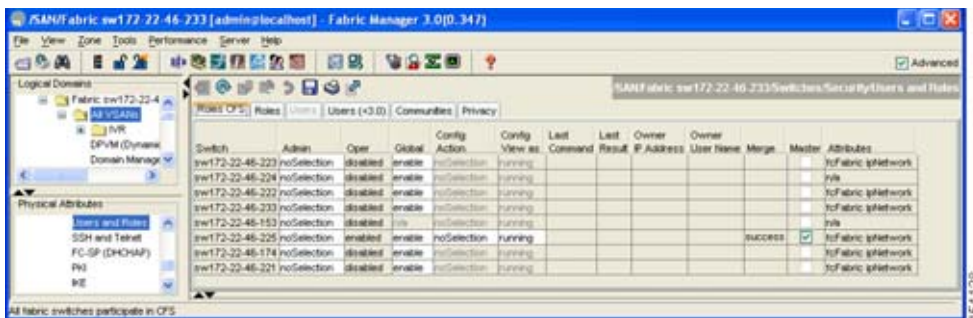 /SAN/Fabric sw172-22-46-233 [admin@localhost] - Fabric Manager 3.0(0.347)
File View Zone Tools Performance Server Help
Advanced
Logical Domains
Fabric sw172-22-4
All VSANs
IVR
DPVM (Dynami
Domain Manage
Physical Attributes
Users and Roles
SSH and Telnet
FC-SP (DHCHAP)
PKI
IKE
/SAN/Fabric sw172-22-46-233/Switches/Security/Users and Roles
Roles CFS Roles Users Users (<3.0) Communities Privacy
Switch Admin Oper Global Config Action Config View as Last Command Last Result Owner IP Address Owner User Name Merge Master Attributes
sw172-22-46-223 noSelection disabled enable noSelection running fcFabric ipNetwork
sw172-22-46-224 noSelection disabled enable noSelection running n/a
sw172-22-46-222 noSelection disabled enable noSelection running fcFabric ipNetwork
sw172-22-46-233 noSelection disabled enable noSelection running fcFabric ipNetwork
sw172-22-46-153 noSelection disabled n/a noSelection running n/a
sw172-22-46-225 noSelection enabled enable noSelection running success fcFabric ipNetwork
sw172-22-46-174 noSelection disabled enable noSelection running fcFabric ipNetwork
sw172-22-46-221 noSelection disabled enable noSelection running fcFabric ipNetwork
All fabric switches participate in CFS